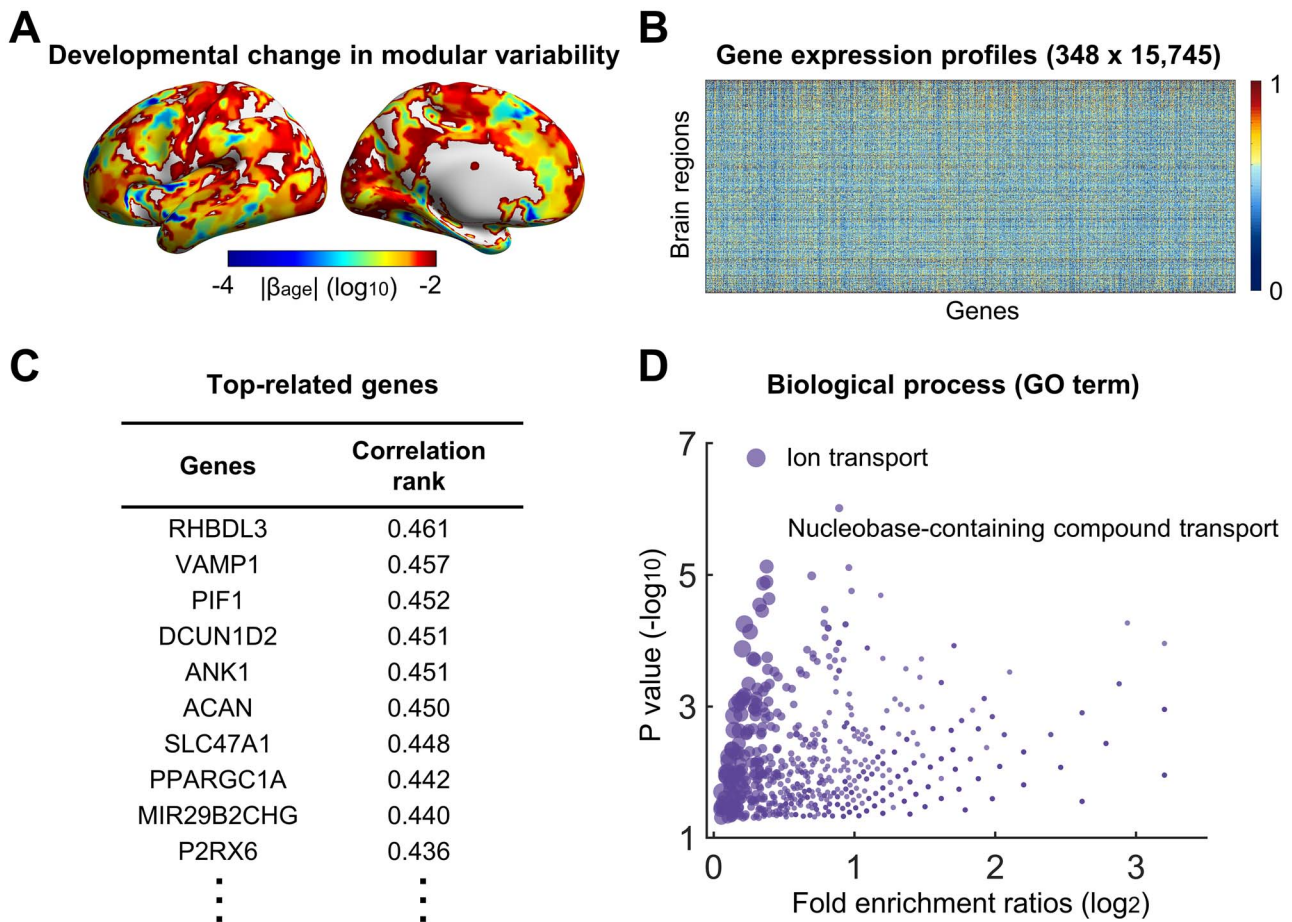 A
Developmental change in modular variability
-4 |βage| (log10) -2
B
Gene expression profiles (348 x 15,745)
Brain regions
Genes
1
0
C
Top-related genes
Genes Correlation rank
RHBDL3 0.461
VAMP1 0.457
PIF1 0.452
DCUN1D2 0.451
ANK1 0.451
ACAN 0.450
SLC47A1 0.448
PPARGC1A 0.442
MIR29B2CHG 0.440
P2RX6 0.436
D
Biological process (GO term)
P value (-log10)
7
5
3
1
Ion transport
Nucleobase-containing compound transport
0 1 2 3
Fold enrichment ratios (log2)